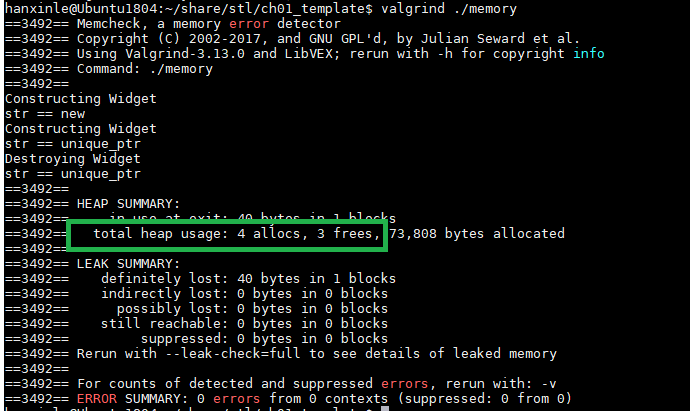 hanxinle@Ubuntu1804:~/share/stl/ch01_template$ valgrind ./memory
==3492== Memcheck, a memory error detector
==3492== Copyright (C) 2002-2017, and GNU GPL'd, by Julian Seward et al.
==3492== Using Valgrind-3.13.0 and LibVEX; rerun with -h for copyright info
==3492== Command: ./memory
==3492==
Constructing Widget
str == new
Constructing Widget
str == unique_ptr
Destroying Widget
str == unique_ptr
==3492==
==3492== HEAP SUMMARY:
==3492==     in use at exit: 40 bytes in 1 blocks
==3492==   total heap usage: 4 allocs, 3 frees, 73,808 bytes allocated
==3492==
==3492== LEAK SUMMARY:
==3492==    definitely lost: 40 bytes in 1 blocks
==3492==    indirectly lost: 0 bytes in 0 blocks
==3492==      possibly lost: 0 bytes in 0 blocks
==3492==    still reachable: 0 bytes in 0 blocks
==3492==         suppressed: 0 bytes in 0 blocks
==3492== Rerun with --leak-check=full to see details of leaked memory
==3492==
==3492== For counts of detected and suppressed errors, rerun with: -v
==3492== ERROR SUMMARY: 0 errors from 0 contexts (suppressed: 0 from 0)
hanxinle@Ubuntu1804:~/share/stl/ch01_template$